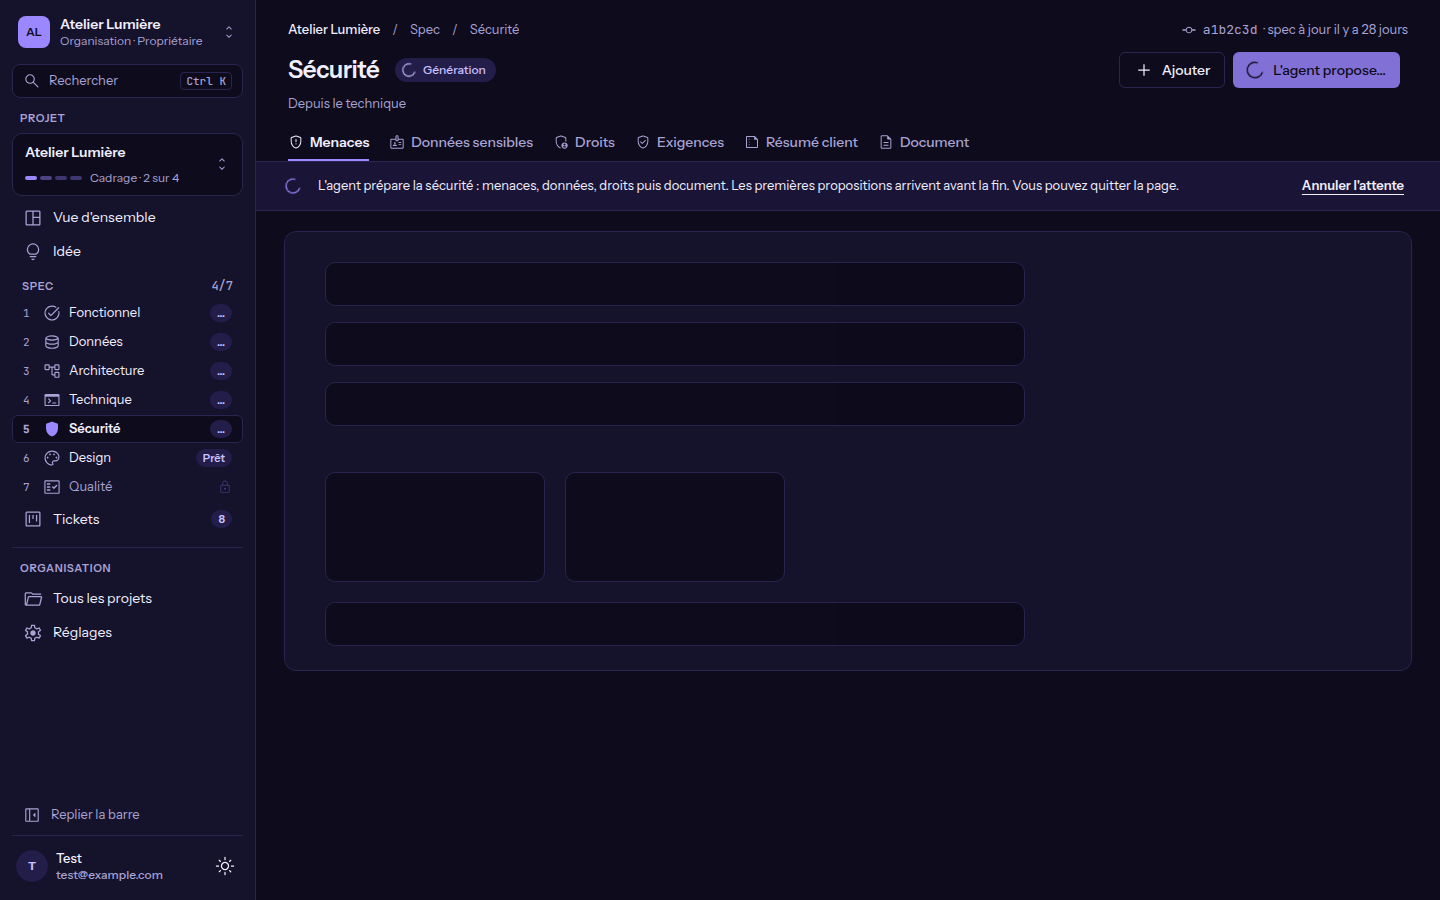 AL
Atelier Lumière
Organisation · Propriétaire
Rechercher
Ctrl K
PROJET
Atelier Lumière
Cadrage · 2 sur 4
Vue d'ensemble
Idée
SPEC 4/7
1 Fonctionnel ...
2 Données ...
3 Architecture ...
4 Technique ...
5 Sécurité ...
6 Design Prêt
7 Qualité
Tickets 8
ORGANISATION
Tous les projets
Réglages
Replier la barre
T
Test
test@example.com
Atelier Lumière / Spec / Sécurité
a1b2c3d · spec à jour il y a 28 jours
Sécurité
Génération
Ajouter
L'agent propose...
Depuis le technique
Menaces Données sensibles Droits Exigences Résumé client Document
L'agent prépare la sécurité : menaces, données, droits puis document. Les premières propositions arrivent avant la fin. Vous pouvez quitter la page.
Annuler l'attente